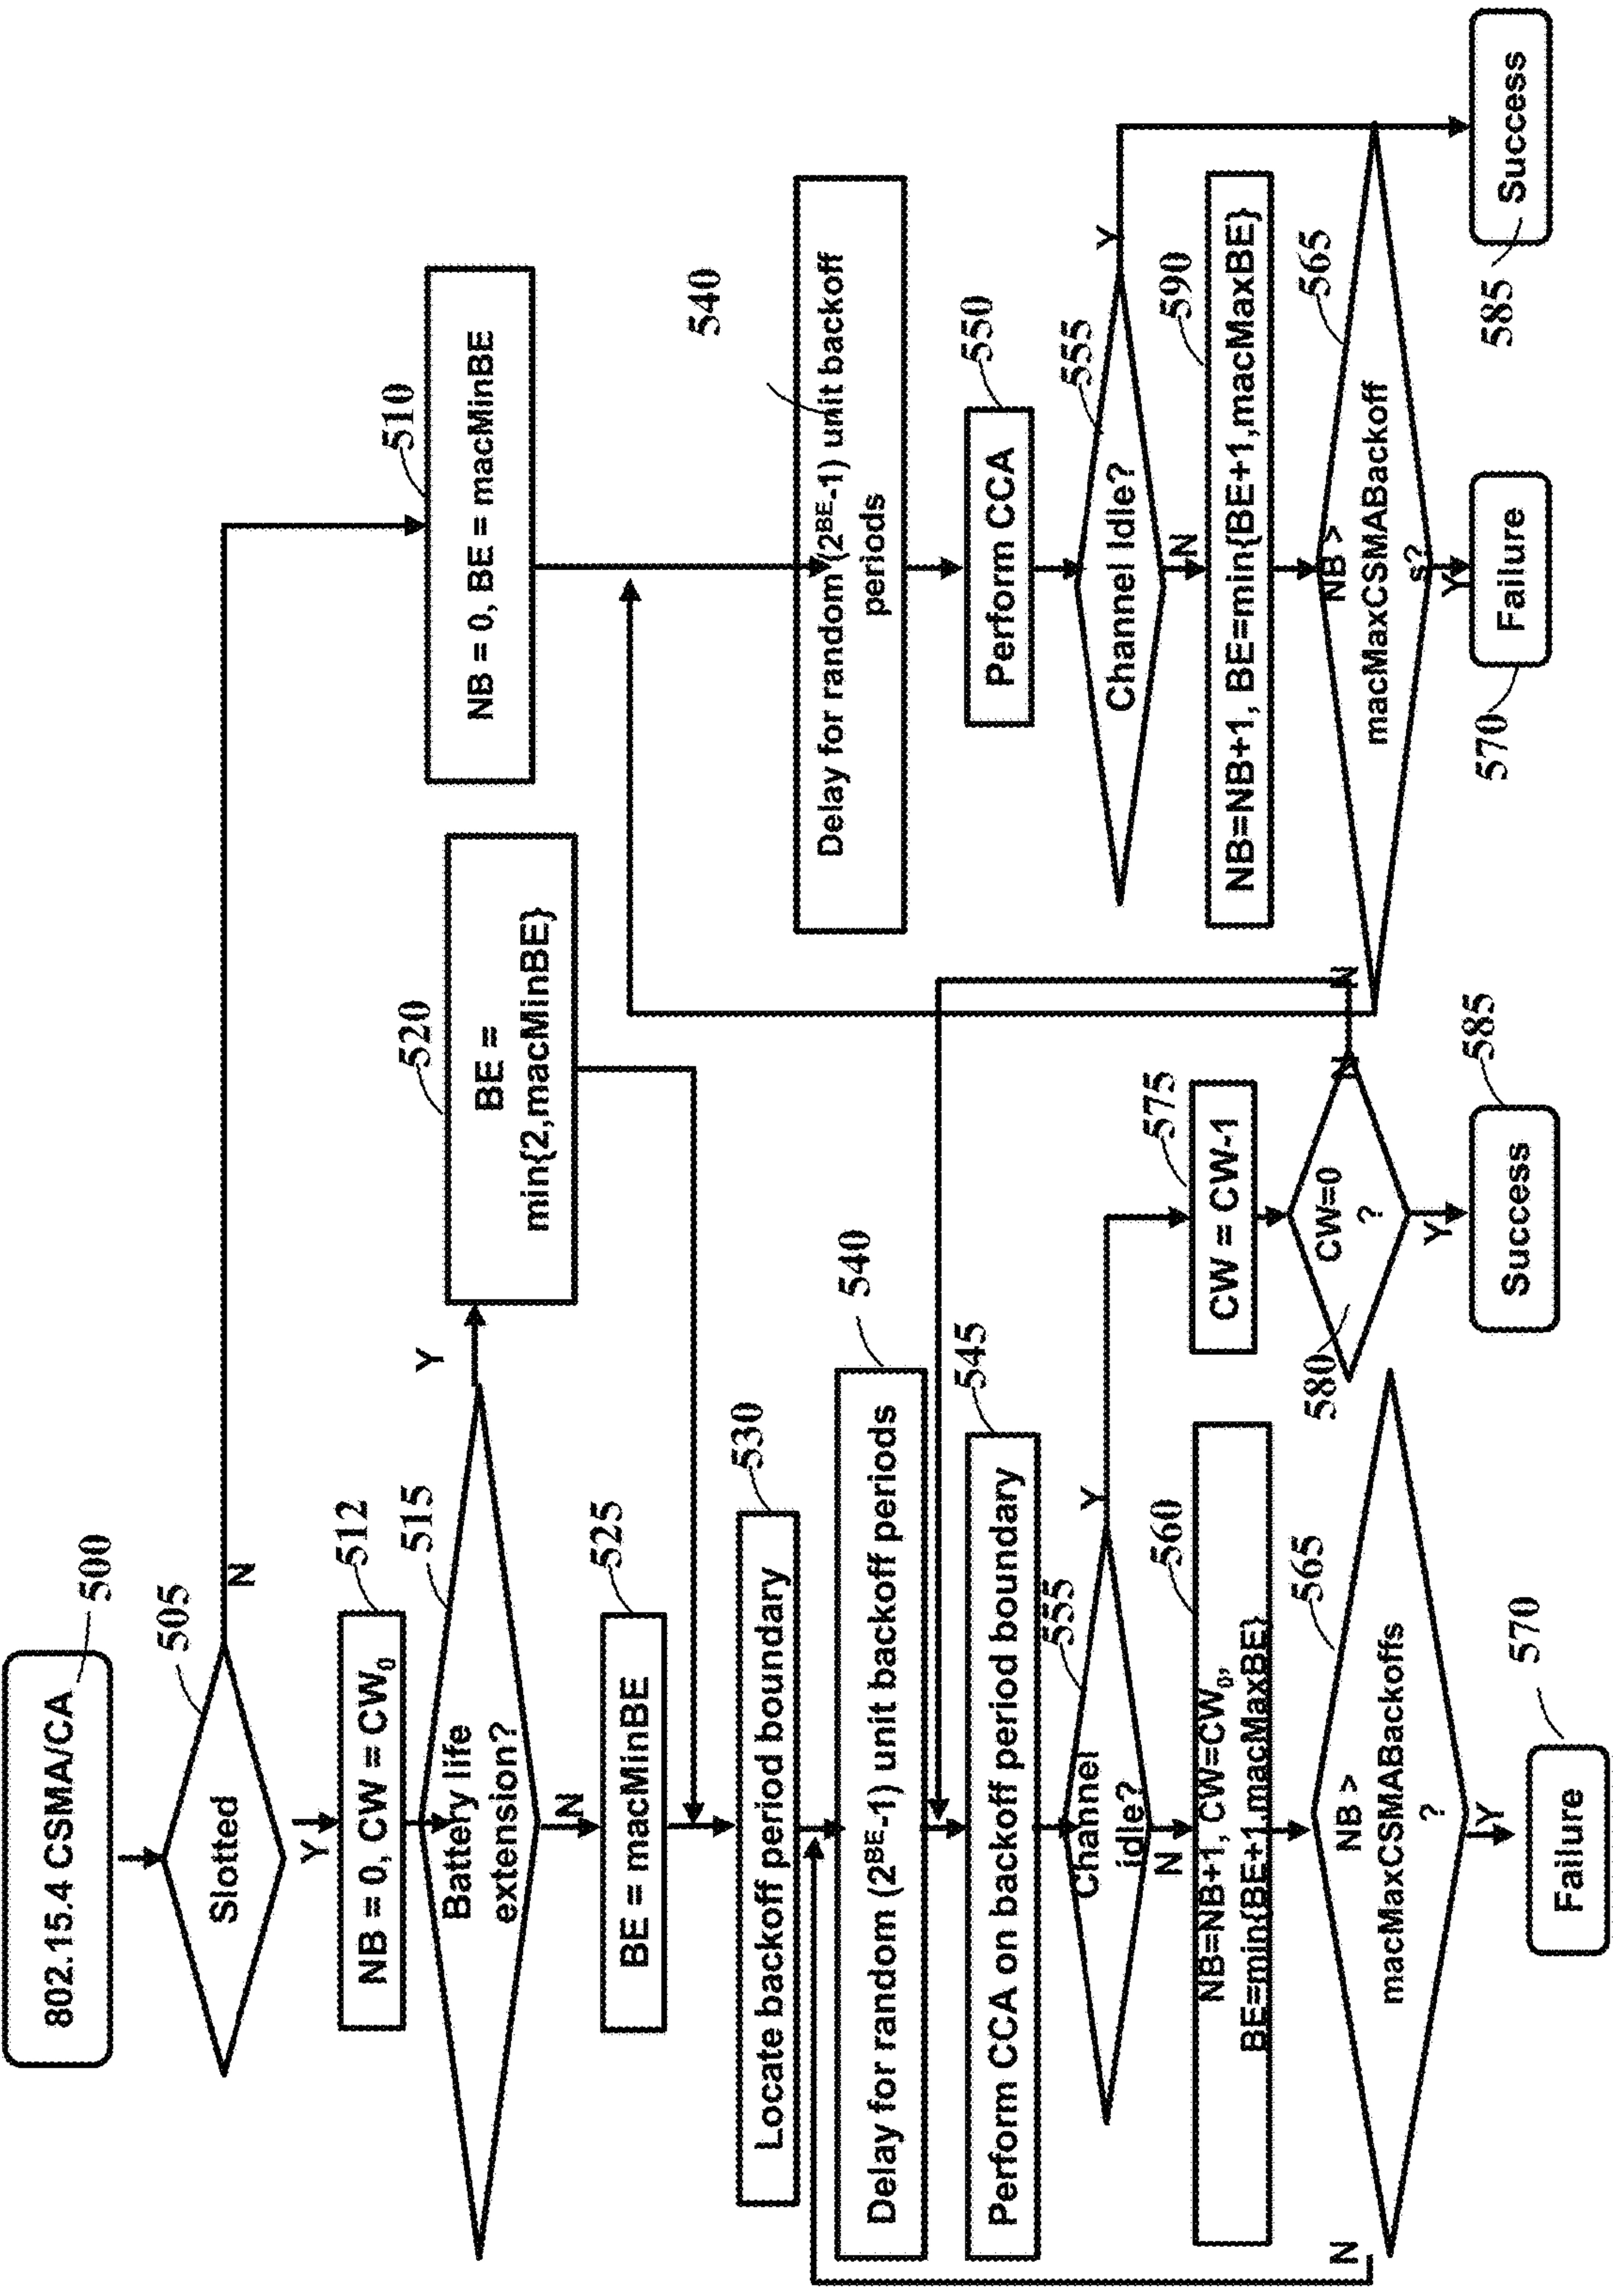 802.15.4 CSMA/CA
500
Slotted
505
N
Y
NB = 0, CW = CW₀
512
Battery life
extension?
515
Y
N
BE =
min{2,macMinBE}
520
BE = macMinBE
525
Locate backoff period boundary
530
Delay for random (2ᴮᴱ-1) unit backoff periods
540
Perform CCA on backoff period boundary
545
Channel
idle?
555
Y
N
NB=NB+1, CW=CW₀,
BE=min{BE+1,macMaxBE}
560
NB >
macMaxCSMABackoffs
?
565
N
Y
Failure
570
CW = CW-1
575
CW=0
?
580
N
N
Y
Success
585
NB = 0, BE = macMinBE
510
Delay for random (2ᴮᴱ-1) unit backoff
periods
540
Perform CCA
550
Channel Idle?
555
Y
N
NB=NB+1, BE=min{BE+1,macMaxBE}
590
NB >
macMaxCSMABackoff
s?
565
Y
Failure
570
Success
585